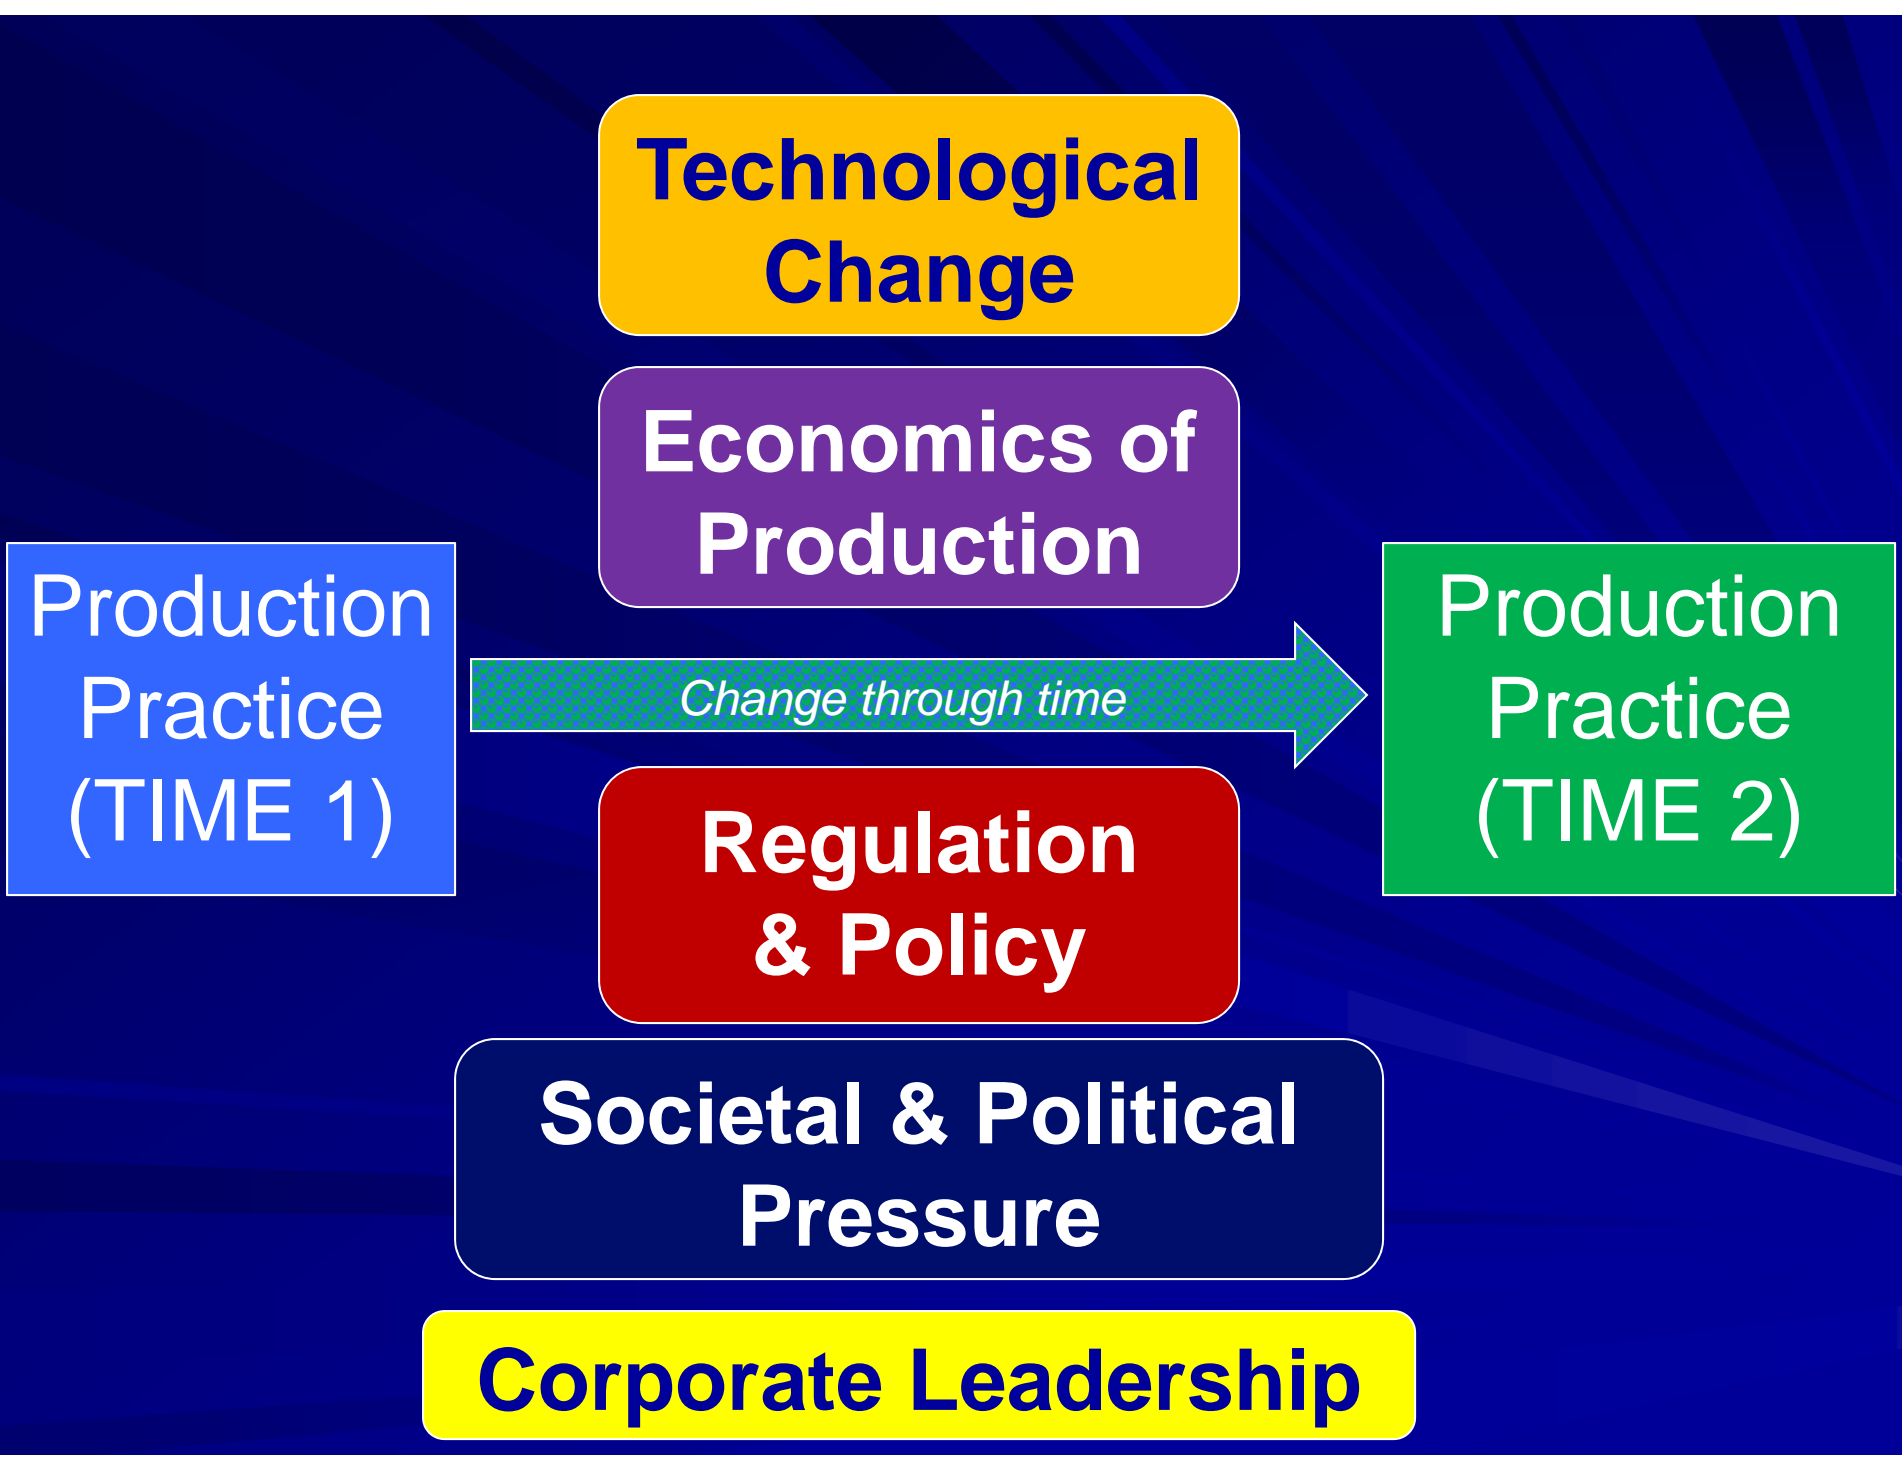 Technological
Change
Economics of
Production
Production
Practice
(TIME 1)
Change through time
Production
Practice
(TIME 2)
Regulation
& Policy
Societal & Political
Pressure
Corporate Leadership